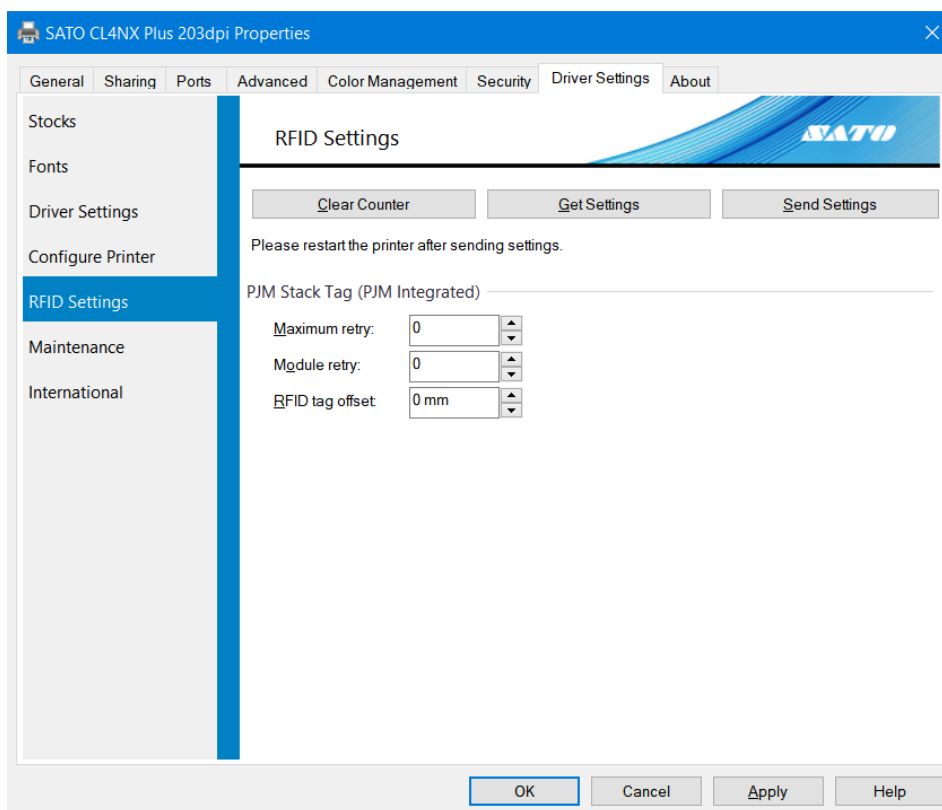 SATO CL4NX Plus 203dpi Properties
General Sharing Ports Advanced Color Management Security Driver Settings About
Stocks
Fonts
Driver Settings
Configure Printer
RFID Settings
Maintenance
International
RFID Settings
SATO
Clear Counter Get Settings Send Settings
Please restart the printer after sending settings.
PJM Stack Tag (PJM Integrated)
Maximum retry: 0
Module retry: 0
RFID tag offset: 0 mm
OK Cancel Apply Help